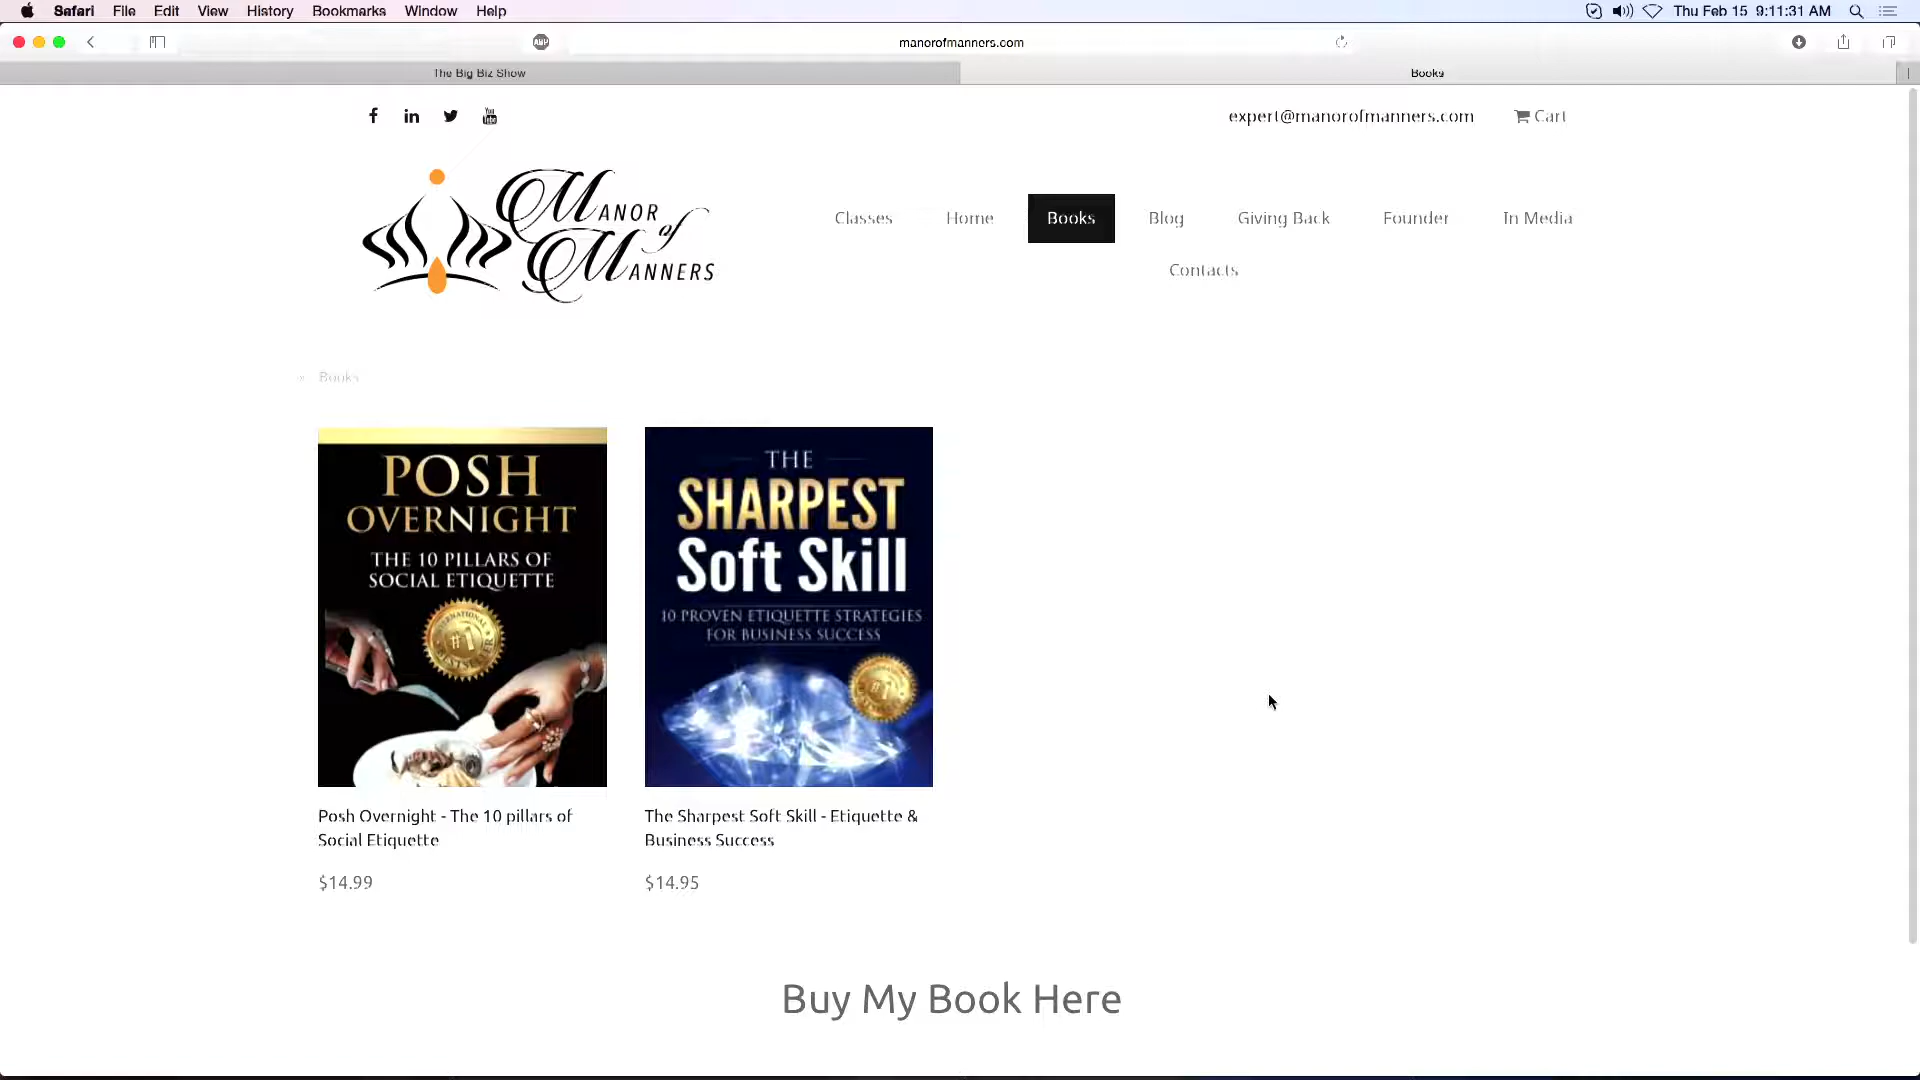 Safari File Edit View History Bookmarks Window Help Thu Feb 15 9:11:31 AM
manorofmanners.com
The Big Biz Show Books
expert@manorofmanners.com Cart
MANOR
of
MANNERS
Classes Home Books Blog Giving Back Founder In Media
Contacts
» Books
POSH
OVERNIGHT
THE 10 PILLARS OF
SOCIAL ETIQUETTE
INTERNATIONAL
#1
BESTSELLER
THE
SHARPEST
Soft Skill
10 PROVEN ETIQUETTE STRATEGIES
FOR BUSINESS SUCCESS
#1
Posh Overnight - The 10 pillars of
Social Etiquette
$14.99
The Sharpest Soft Skill - Etiquette &
Business Success
$14.95
Buy My Book Here